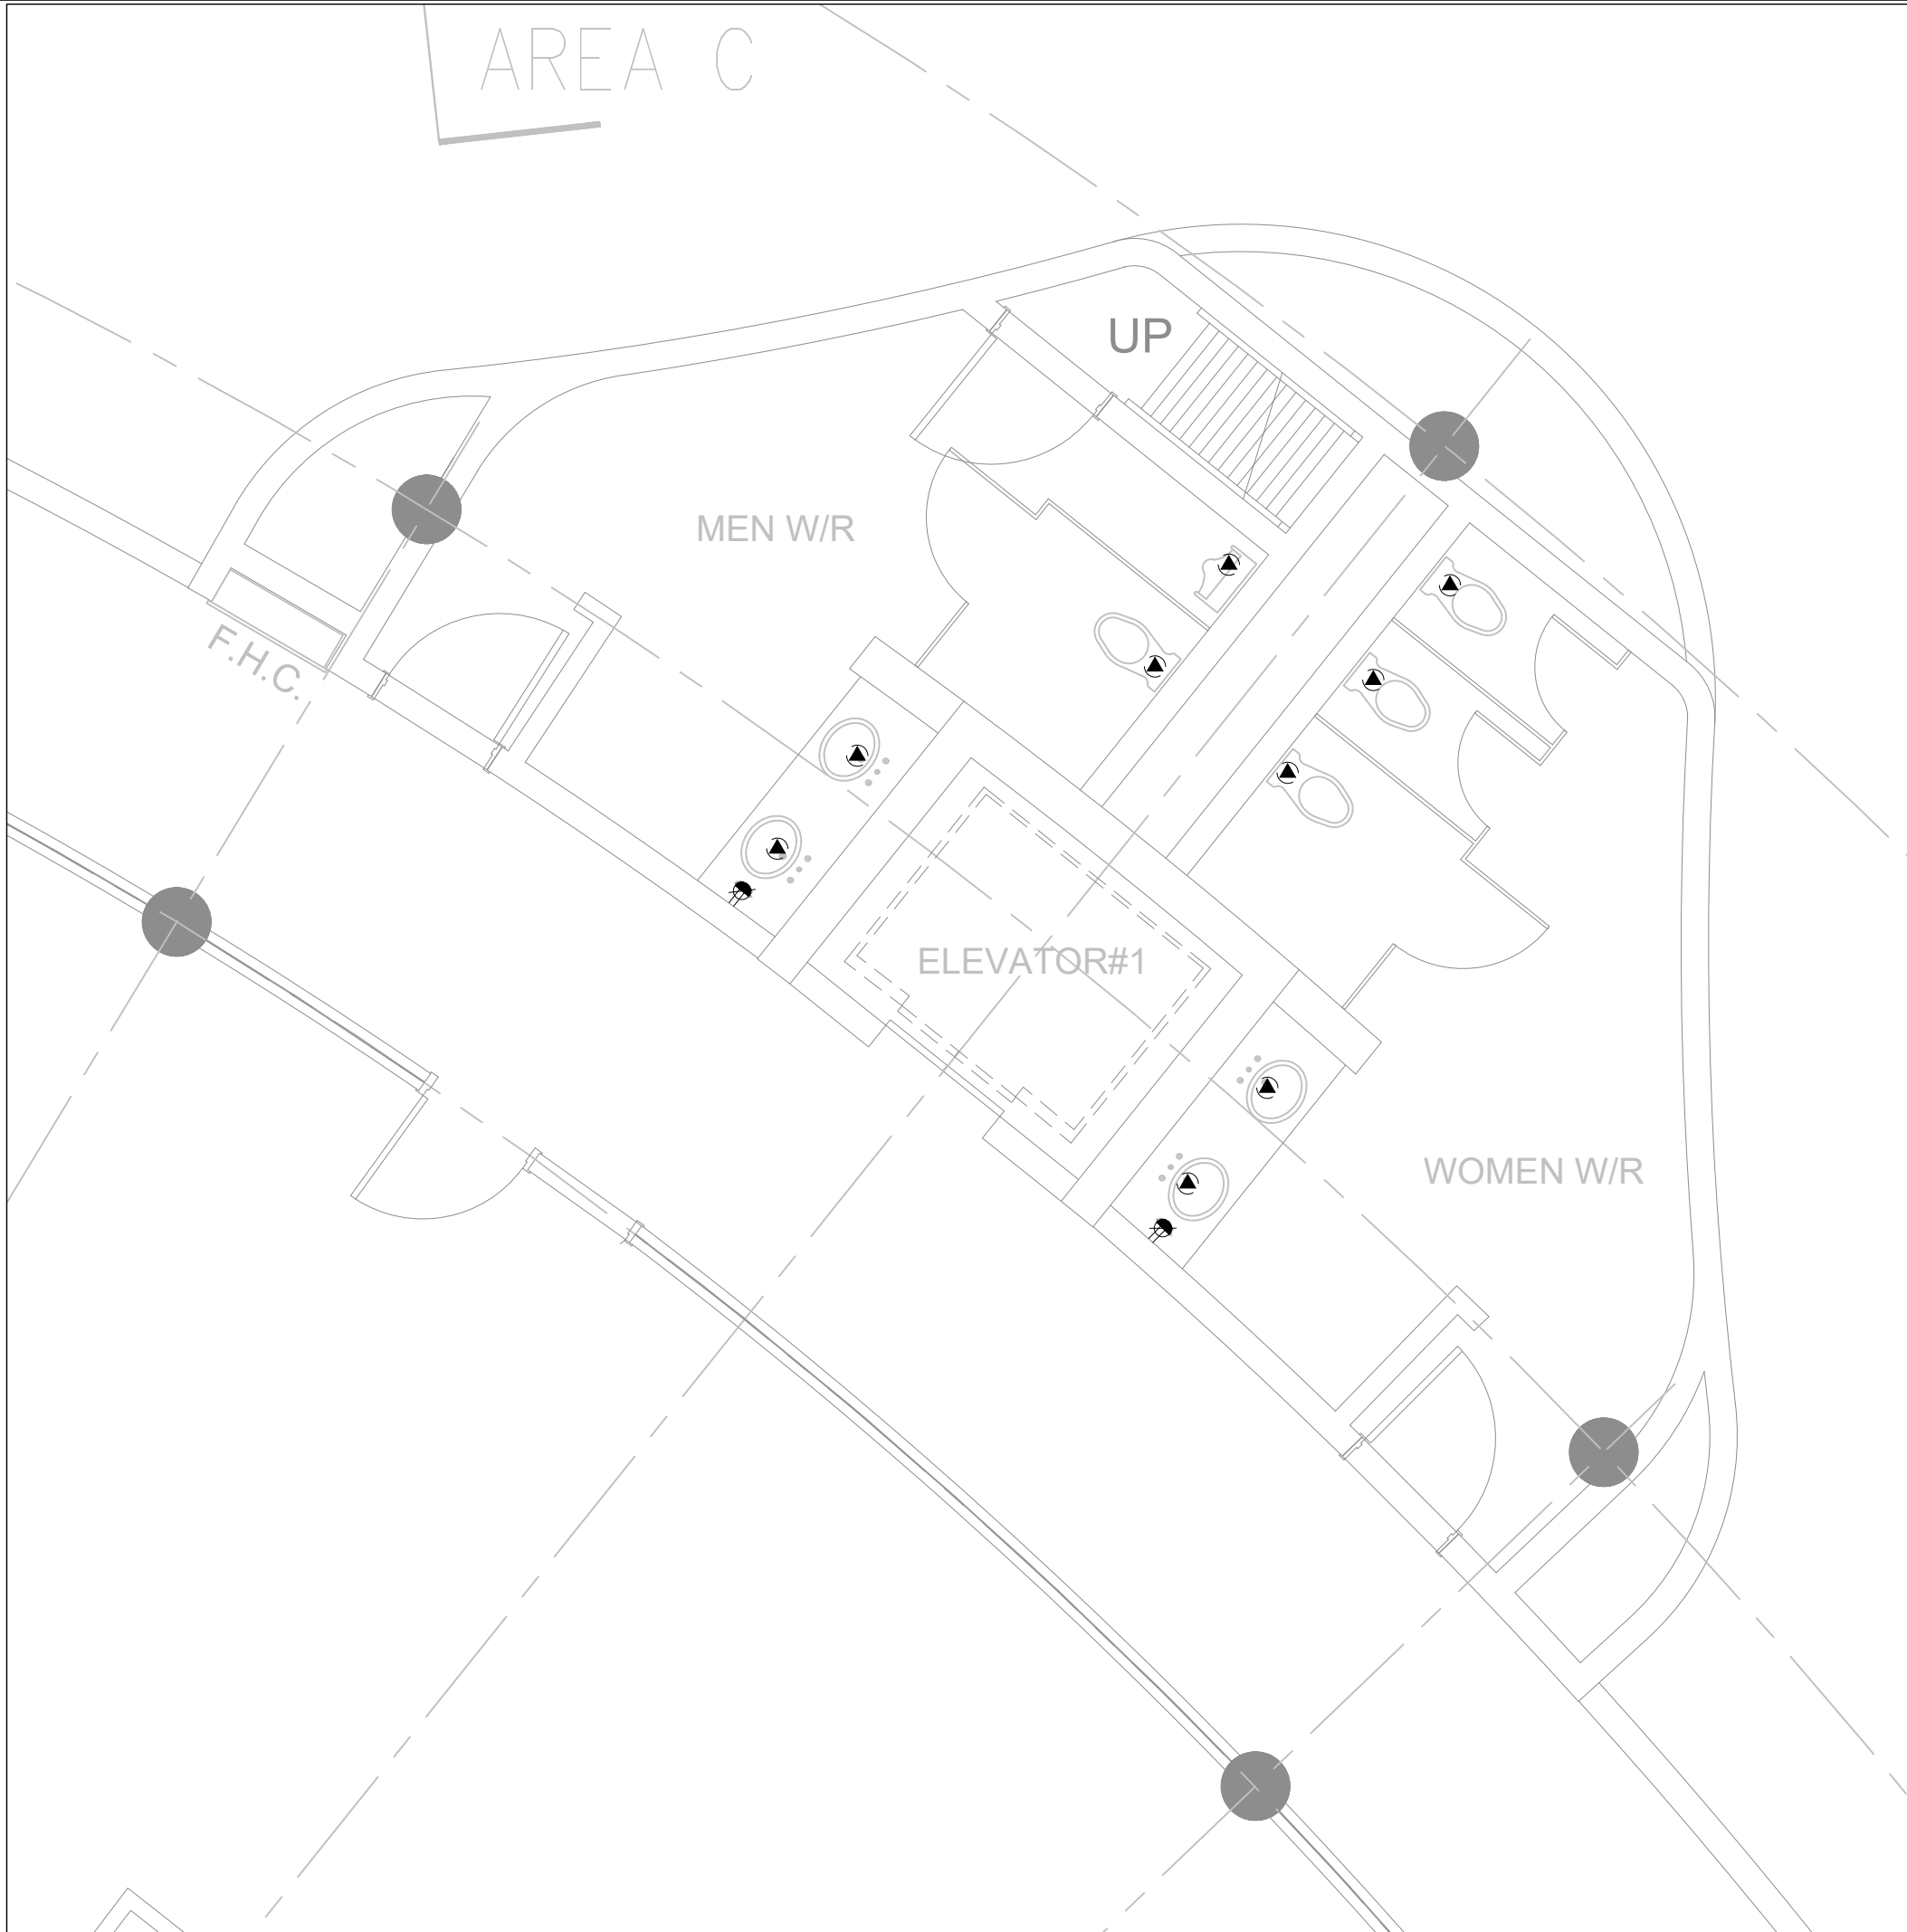 AREA C
UP
MEN W/R
F.H.C.
ELEVATOR#1
WOMEN W/R